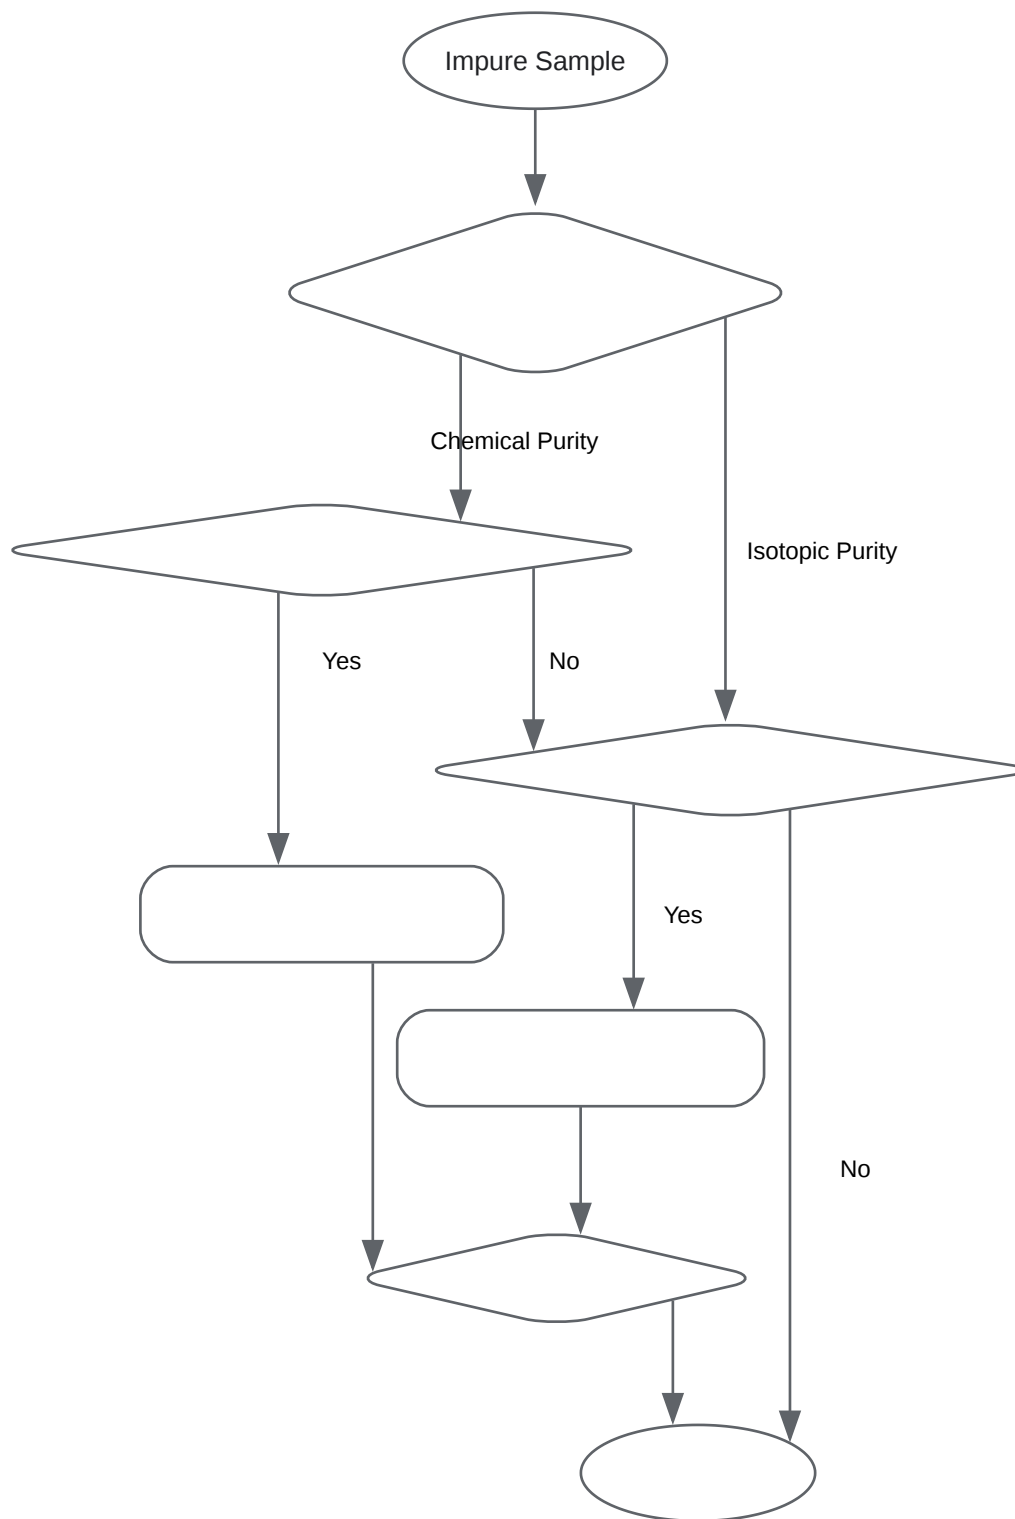 Impure Sample
Chemical Purity
Isotopic Purity
Yes
No
Yes
No